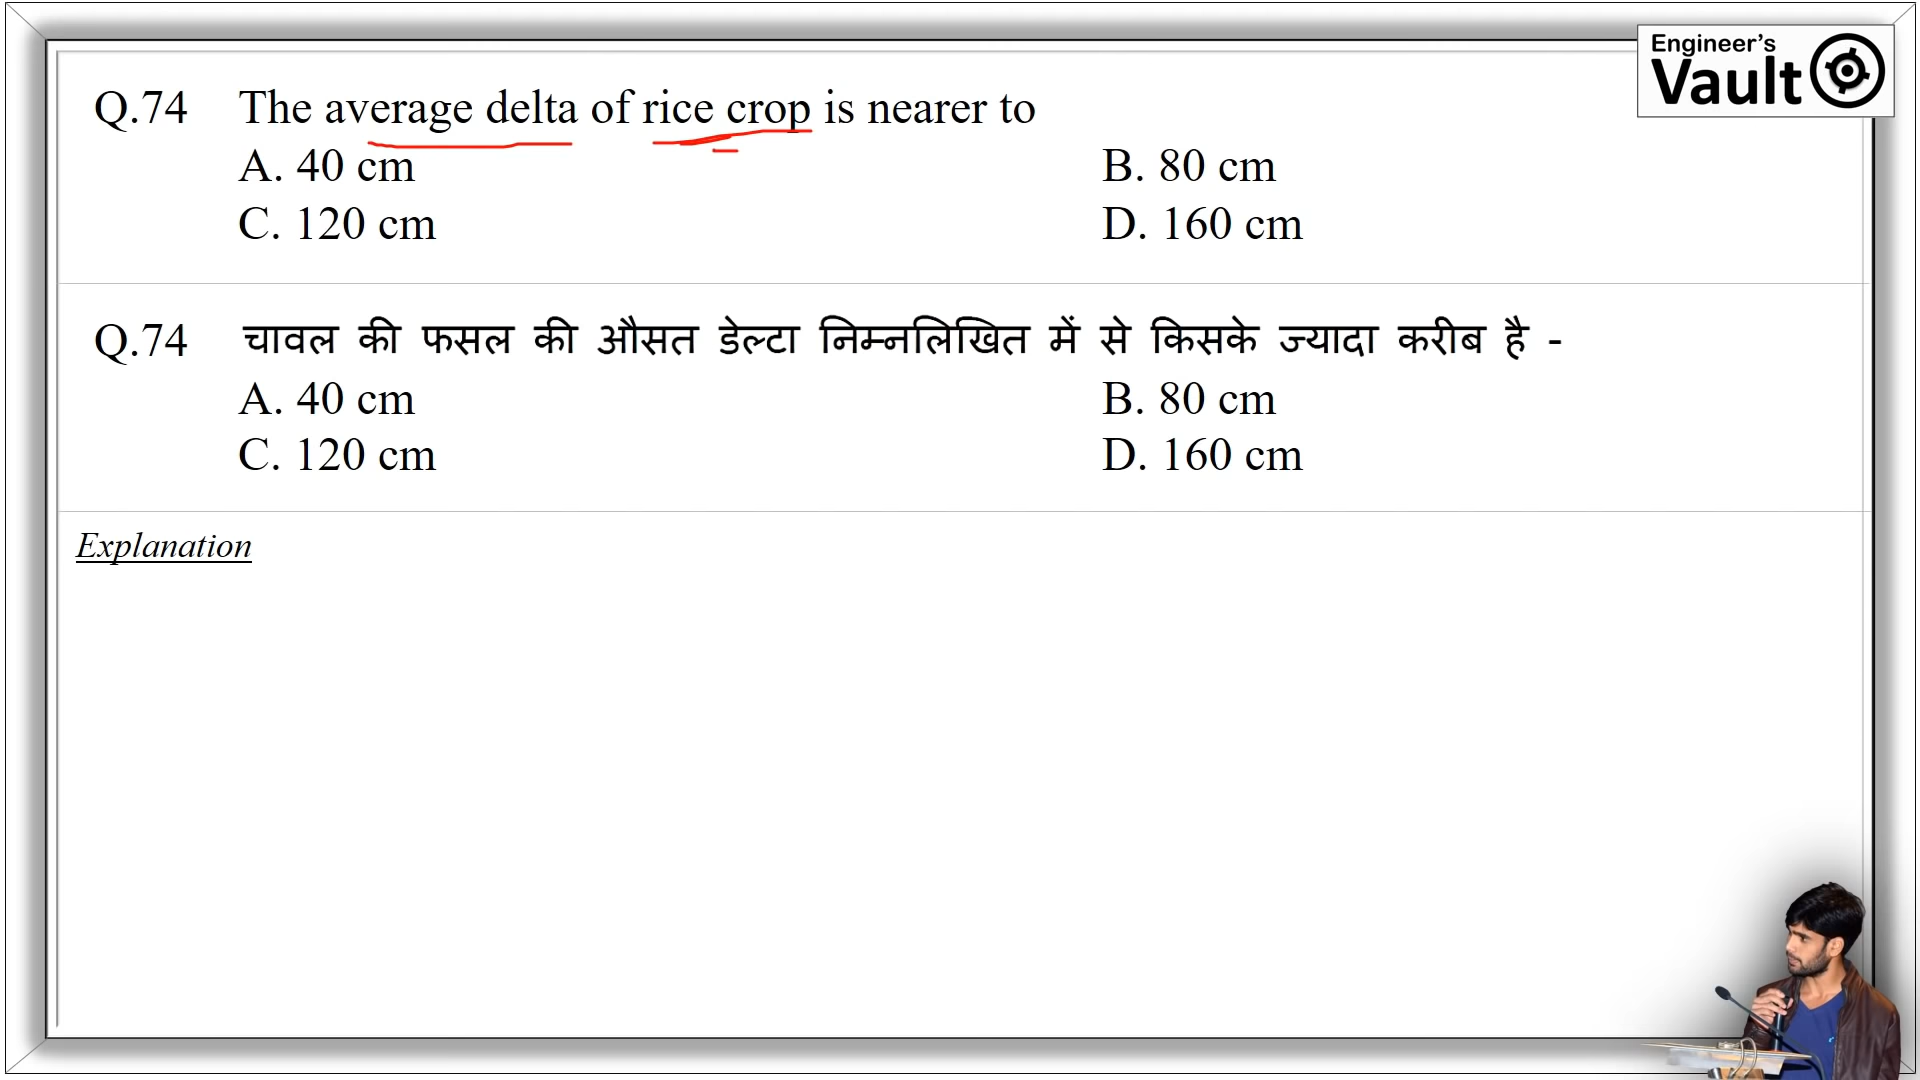 Engineer's
Vault
Q.74 The average delta of rice crop is nearer to
A. 40 cm B. 80 cm
C. 120 cm D. 160 cm
Q.74 चावल की फसल की औसत डेल्टा निम्नलिखित में से किसके ज्यादा करीब है -
A. 40 cm B. 80 cm
C. 120 cm D. 160 cm
Explanation